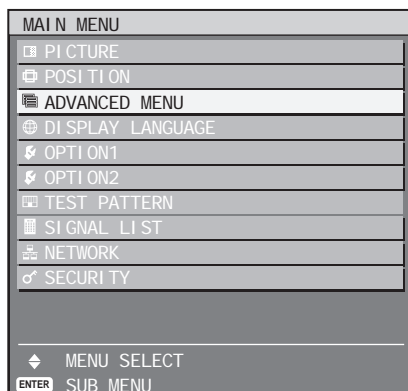 MAIN MENU
PICTURE
POSITION
ADVANCED MENU
DISPLAY LANGUAGE
OPTION1
OPTION2
TEST PATTERN
SIGNAL LIST
NETWORK
SECURITY
MENU SELECT
ENTER SUB MENU